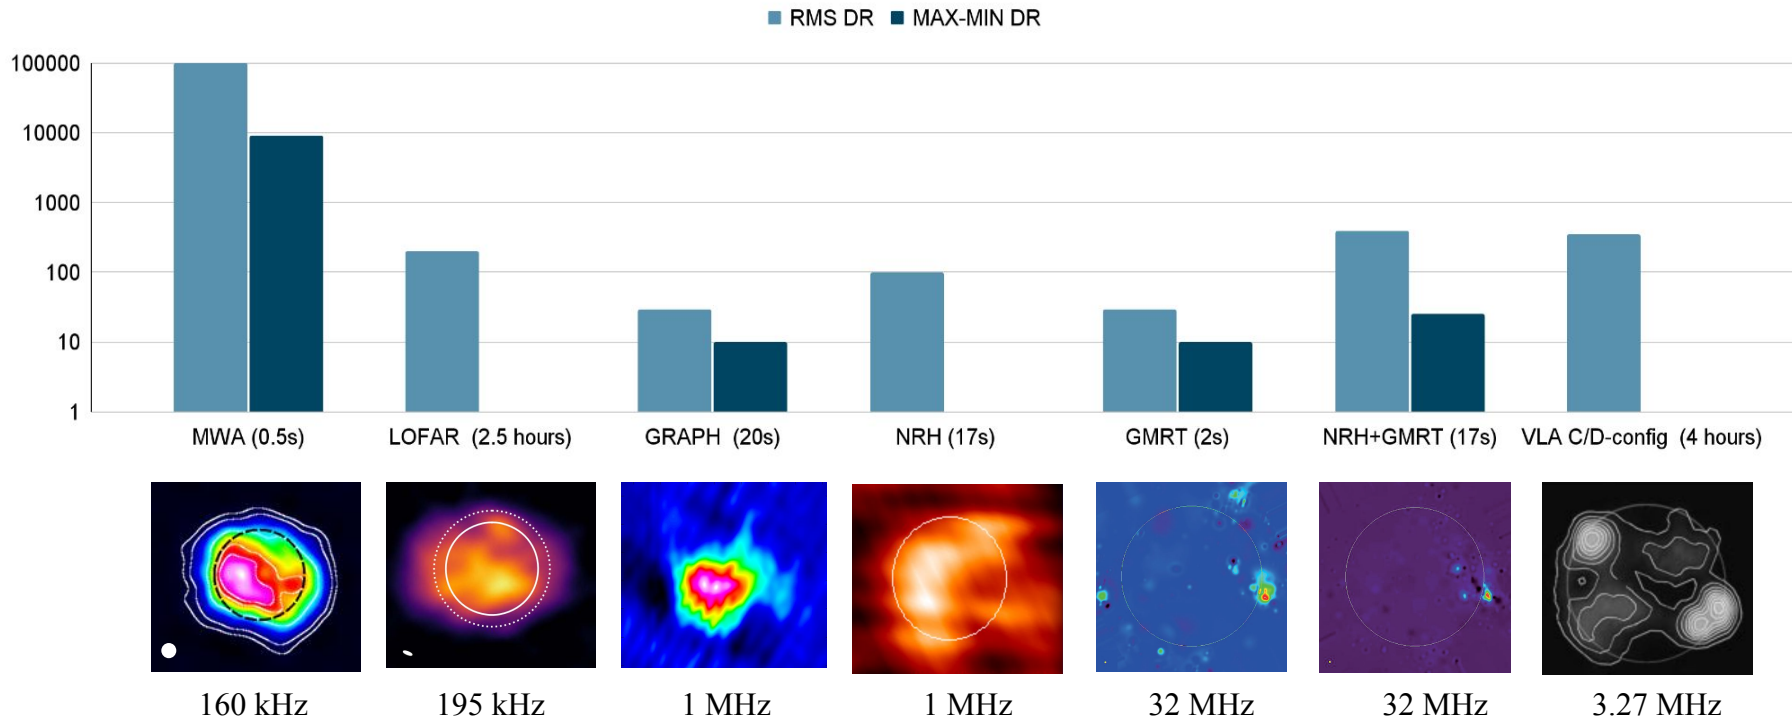 RMS DR MAX-MIN DR
100000
10000
1000
100
10
1
MWA (0.5s) LOFAR (2.5 hours) GRAPH (20s) NRH (17s) GMRT (2s) NRH+GMRT (17s) VLA C/D-config (4 hours)
160 kHz 195 kHz 1 MHz 1 MHz 32 MHz 32 MHz 3.27 MHz